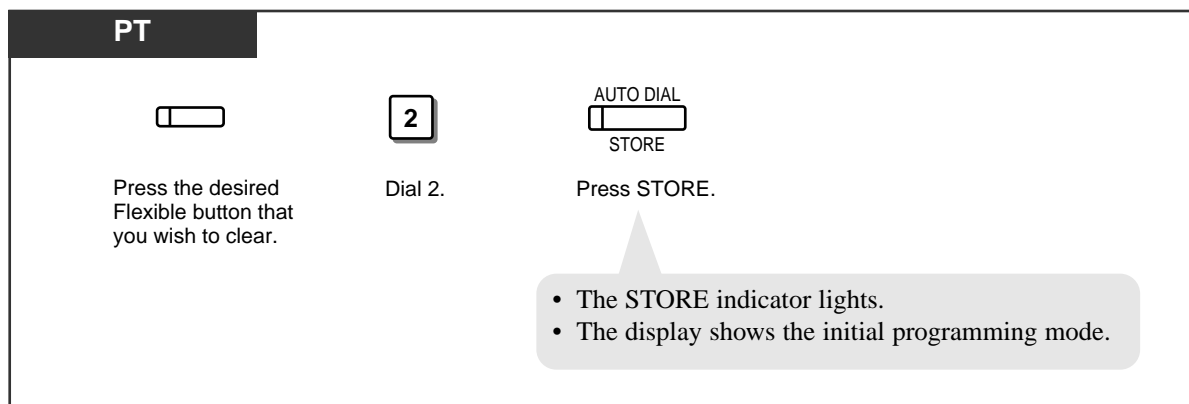 PT
2
AUTO DIAL
STORE
Press the desired
Flexible button that
you wish to clear.
Dial 2.
Press STORE.
• The STORE indicator lights.
• The display shows the initial programming mode.